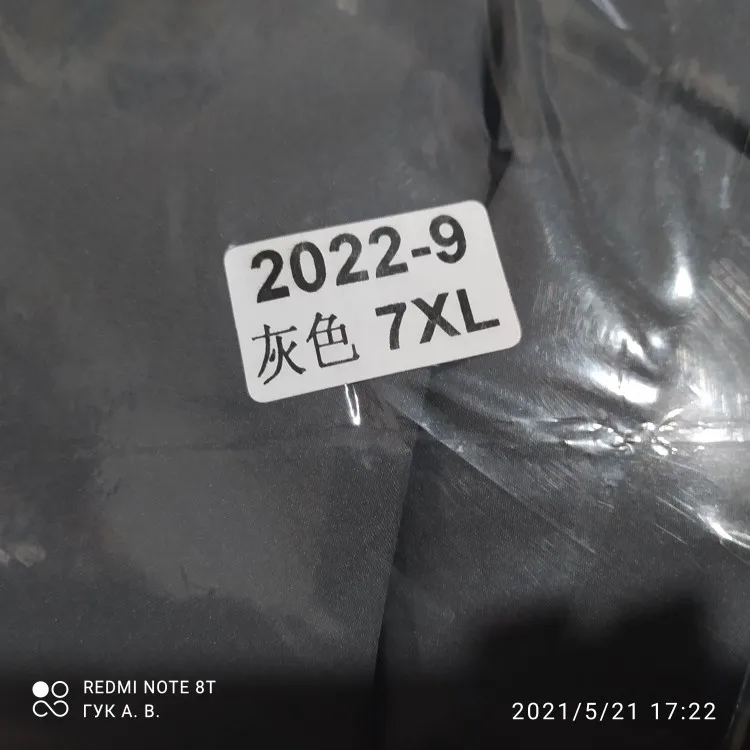 2022-9
灰色 7XL
REDMI NOTE 8T
ГУК А. В.
2021/5/21 17:22